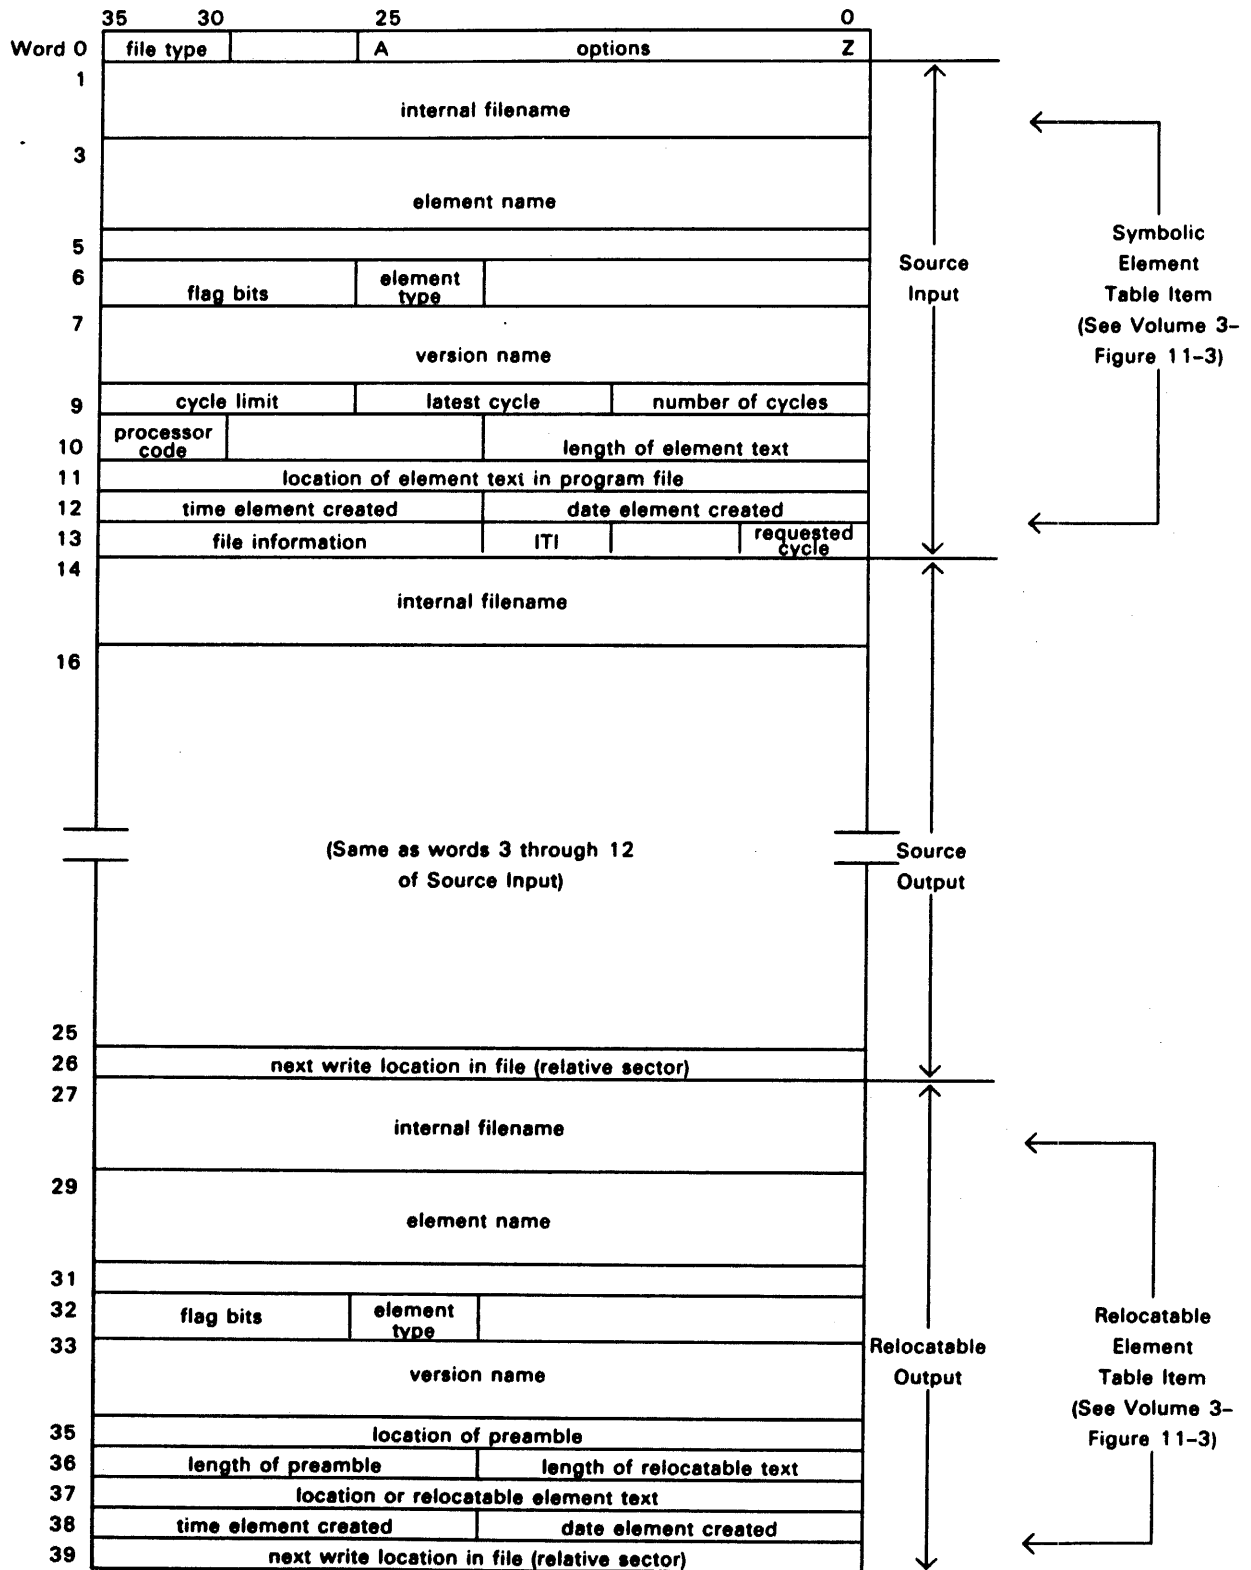 35 30 25 0
Word 0 file type A options Z
1
internal filename
3
element name
5
6 flag bits element type
7
version name
9 cycle limit latest cycle number of cycles
10 processor code length of element text
11 location of element text in program file
12 time element created date element created
13 file information ITI requested cycle
Source
Input
Symbolic
Element
Table Item
(See Volume 3-
Figure 11-3)
14
internal filename
16
(Same as words 3 through 12
of Source Input)
Source
Output
25
26 next write location in file (relative sector)
27
internal filename
29
element name
31
32 flag bits element type
33
version name
35 location of preamble
36 length of preamble length of relocatable text
37 location or relocatable element text
38 time element created date element created
39 next write location in file (relative sector)
Relocatable
Output
Relocatable
Element
Table Item
(See Volume 3-
Figure 11-3)